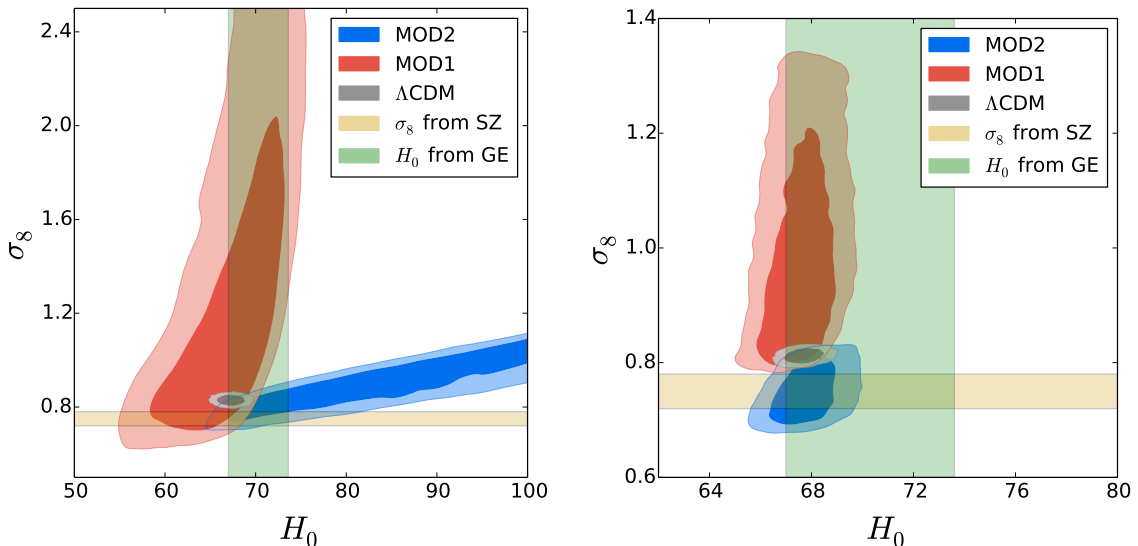 2.4
2.0
1.6
1.2
0.8
σ₈
50
60
70
80
90
100
H₀
MOD2
MOD1
ΛCDM
σ₈ from SZ
H₀ from GE
1.4
1.2
1.0
0.8
0.6
σ₈
64
68
72
76
80
H₀
MOD2
MOD1
ΛCDM
σ₈ from SZ
H₀ from GE